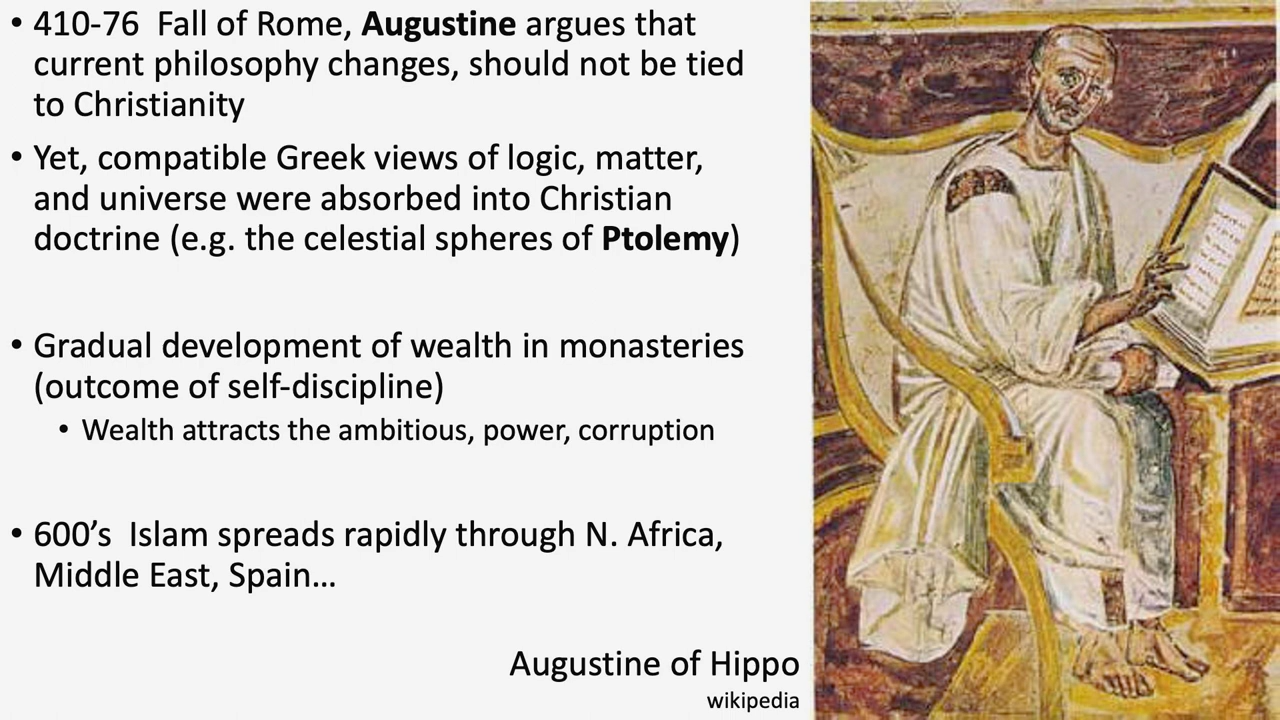 • 410-76  Fall of Rome, Augustine argues that
current philosophy changes, should not be tied
to Christianity
• Yet, compatible Greek views of logic, matter,
and universe were absorbed into Christian
doctrine (e.g. the celestial spheres of Ptolemy)
• Gradual development of wealth in monasteries
(outcome of self-discipline)
• Wealth attracts the ambitious, power, corruption
• 600’s  Islam spreads rapidly through N. Africa,
Middle East, Spain…
Augustine of Hippo
wikipedia